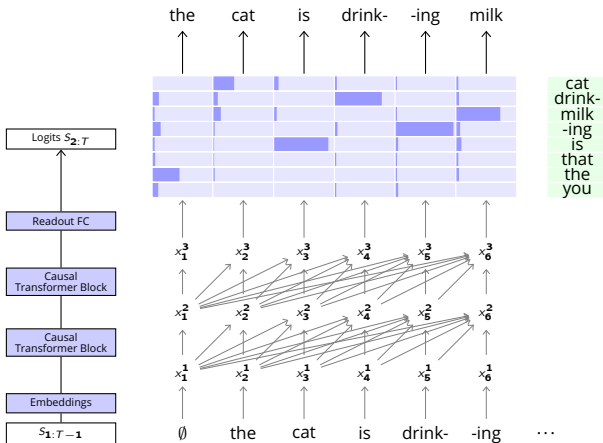 the cat is drink- -ing milk
cat
drink-
milk
-ing
is
that
the
you
Logits S2:T
Readout FC
x₁³ x₂³ x₃³ x₄³ x₅³ x₆³
Causal
Transformer Block
x₁² x₂² x₃² x₄² x₅² x₆²
Causal
Transformer Block
x₁¹ x₂¹ x₃¹ x₄¹ x₅¹ x₆¹
Embeddings
S1:T−1
∅ the cat is drink- -ing ...